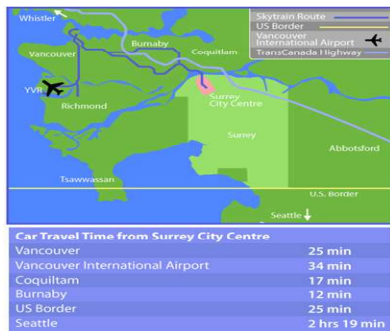 Whistler
Skytrain Route
US Border
Vancouver
International Airport
TransCanada Highway
Burnaby
Coquitlam
Vancouver
YVR
Richmond
Surrey
City Centre
Surrey
Abbotsford
Tsawwassan
U.S. Border
Seattle
Car Travel Time from Surrey City Centre
Vancouver 25 min
Vancouver International Airport 34 min
Coquiltam 17 min
Burnaby 12 min
US Border 25 min
Seattle 2 hrs 19 min